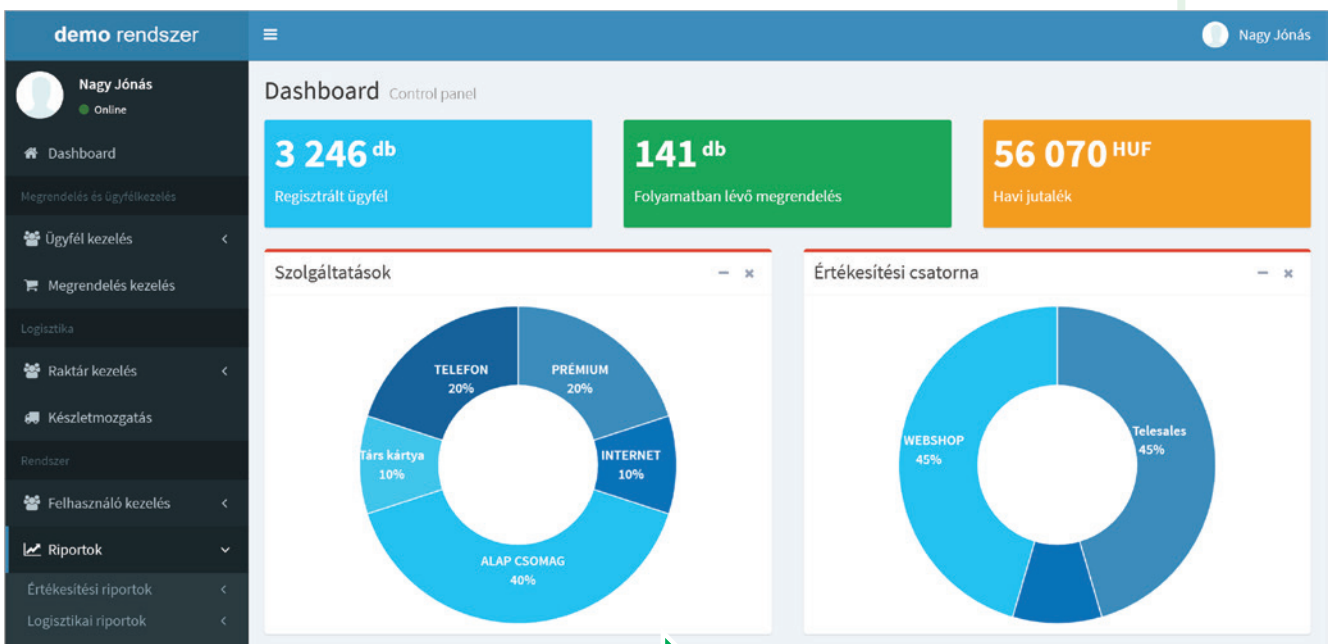 demo rendszer
Nagy Jónás
Nagy Jónás
Online
Dashboard
Megrendelés és ügyfélkezelés
Ügyfél kezelés
Megrendelés kezelés
Logisztika
Raktár kezelés
Készletmozgatás
Rendszer
Felhasználó kezelés
Riportok
Értékesítési riportok
Logisztikai riportok
Dashboard Control panel
3 246 db
Regisztrált ügyfél
141 db
Folyamatban lévő megrendelés
56 070 HUF
Havi jutalék
Szolgáltatások
TELEFON
20%
PRÉMIUM
20%
Társ kártya
10%
INTERNET
10%
ALAP CSOMAG
40%
Értékesítési csatorna
WEBSHOP
45%
Telesales
45%